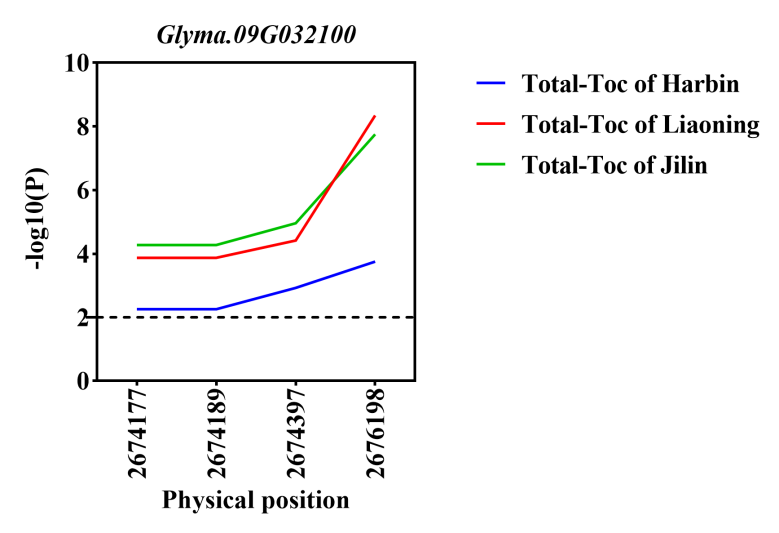 Glyma.09G032100
10
8
6
4
2
0
-log10(P)
2674177
2674189
2674397
2676198
Physical position
Total-Toc of Harbin
Total-Toc of Liaoning
Total-Toc of Jilin